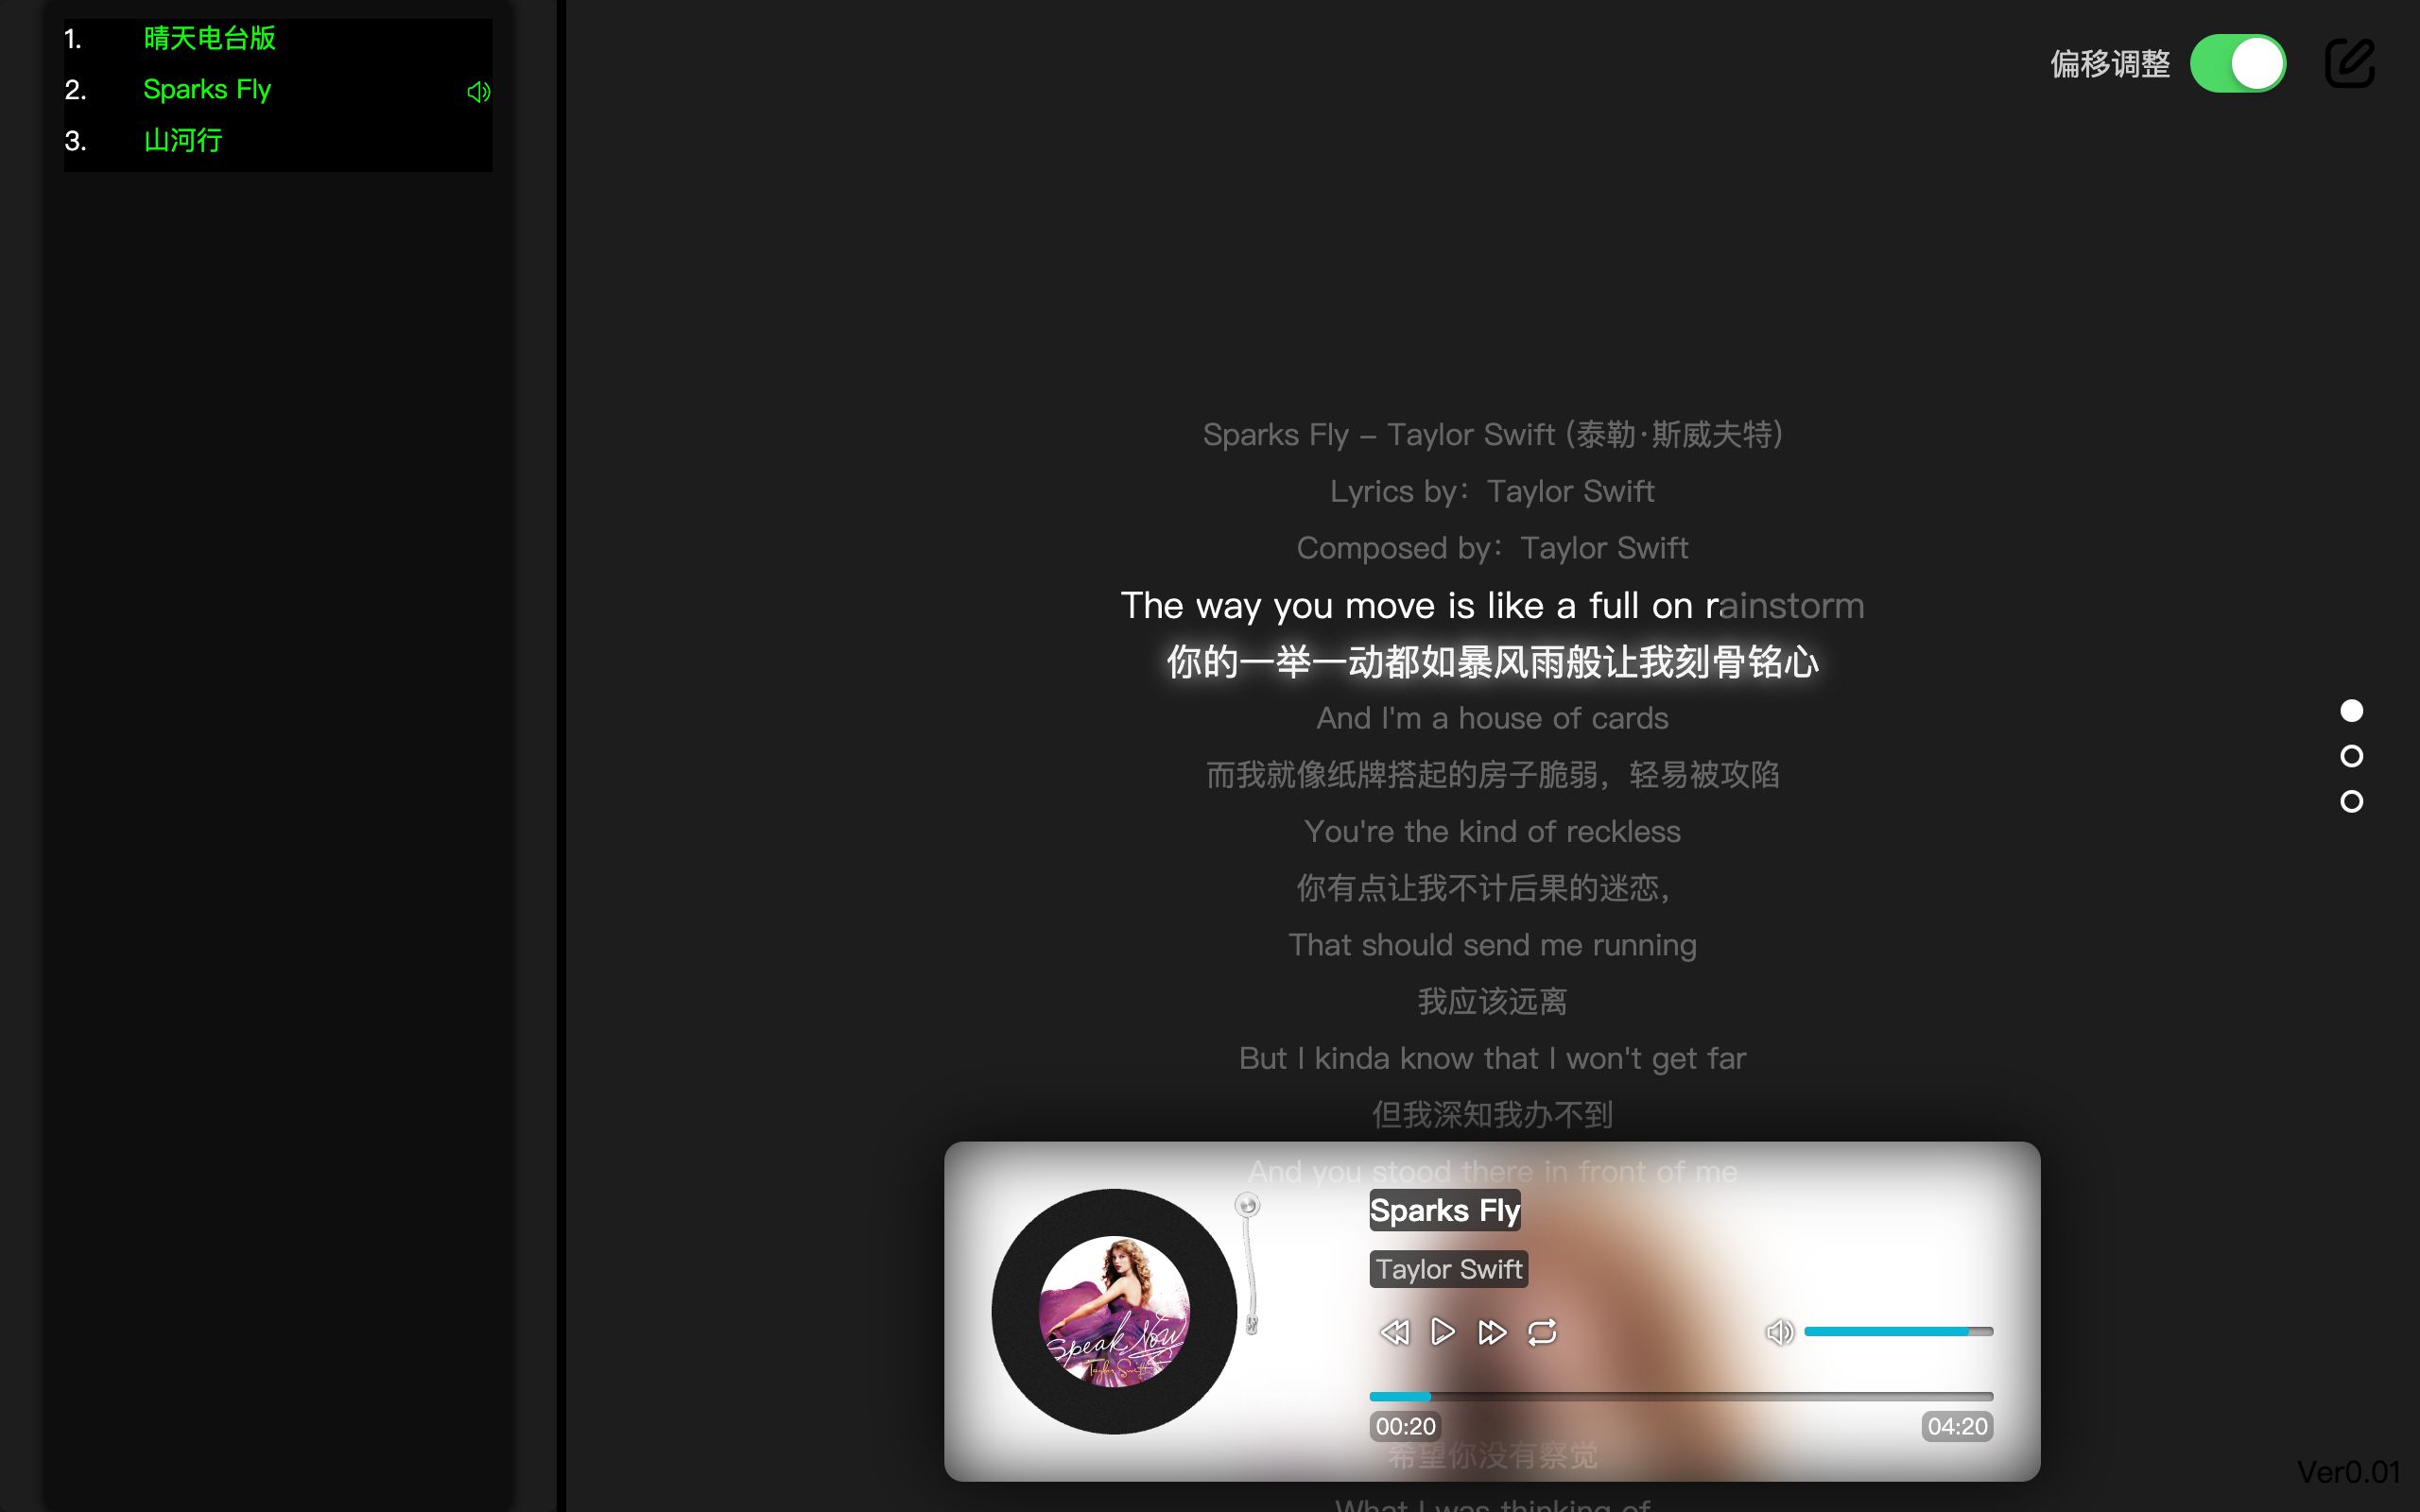 1. 晴天电台版
2. Sparks Fly
3. 山河行
偏移调整
Sparks Fly - Taylor Swift (泰勒·斯威夫特)
Lyrics by：Taylor Swift
Composed by：Taylor Swift
The way you move is like a full on rainstorm
你的一举一动都如暴风雨般让我刻骨铭心
And I'm a house of cards
而我就像纸牌搭起的房子脆弱，轻易被攻陷
You're the kind of reckless
你有点让我不计后果的迷恋，
That should send me running
我应该远离
But I kinda know that I won't get far
但我深知我办不到
And you stood there in front of me
Sparks Fly
Taylor Swift
Speak Now
Taylor Swift
00:20
04:20
希望你没有察觉
What I was thinking of
Ver0.01